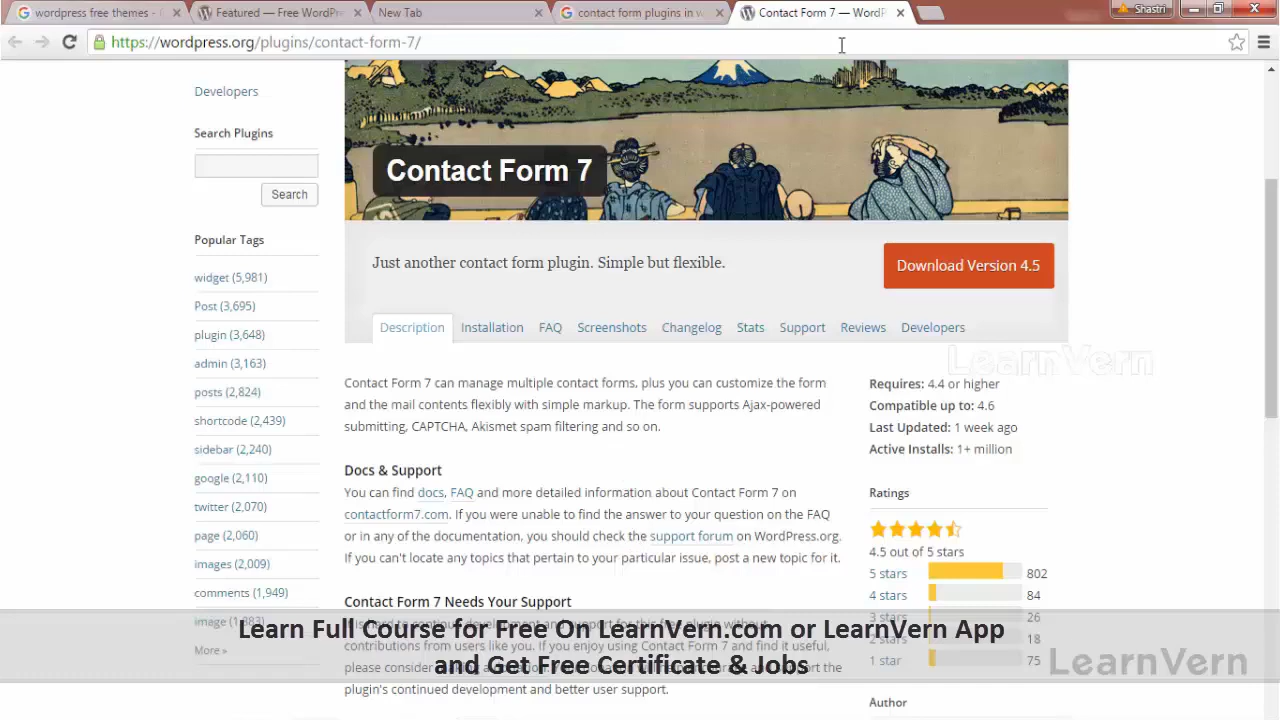 wordpress free themes - G
Featured — Free WordPre
New Tab
contact form plugins in w
Contact Form 7 — WordP
Shastri
https://wordpress.org/plugins/contact-form-7/
Developers
Search Plugins
Search
Popular Tags
widget (5,981)
Post (3,695)
plugin (3,648)
admin (3,163)
posts (2,824)
shortcode (2,439)
sidebar (2,240)
google (2,110)
twitter (2,070)
page (2,060)
images (2,009)
comments (1,949)
image (1,883)
More »
Contact Form 7
Just another contact form plugin. Simple but flexible.
Download Version 4.5
Description Installation FAQ Screenshots Changelog Stats Support Reviews Developers
LearnVern
Contact Form 7 can manage multiple contact forms, plus you can customize the form
and the mail contents flexibly with simple markup. The form supports Ajax-powered
submitting, CAPTCHA, Akismet spam filtering and so on.
Docs & Support
You can find docs, FAQ and more detailed information about Contact Form 7 on
contactform7.com. If you were unable to find the answer to your question on the FAQ
or in any of the documentation, you should check the support forum on WordPress.org.
If you can't locate any topics that pertain to your particular issue, post a new topic for it.
Contact Form 7 Needs Your Support
contributions from users like you. If you enjoy using Contact Form 7 and find it useful,
please consider
plugin's continued development and better user support.
Requires: 4.4 or higher
Compatible up to: 4.6
Last Updated: 1 week ago
Active Installs: 1+ million
Ratings
4.5 out of 5 stars
5 stars 802
4 stars 84
3 stars 26
2 stars 18
1 star 75
Author
Learn Full Course for Free On LearnVern.com or LearnVern App
and Get Free Certificate & Jobs
LearnVern